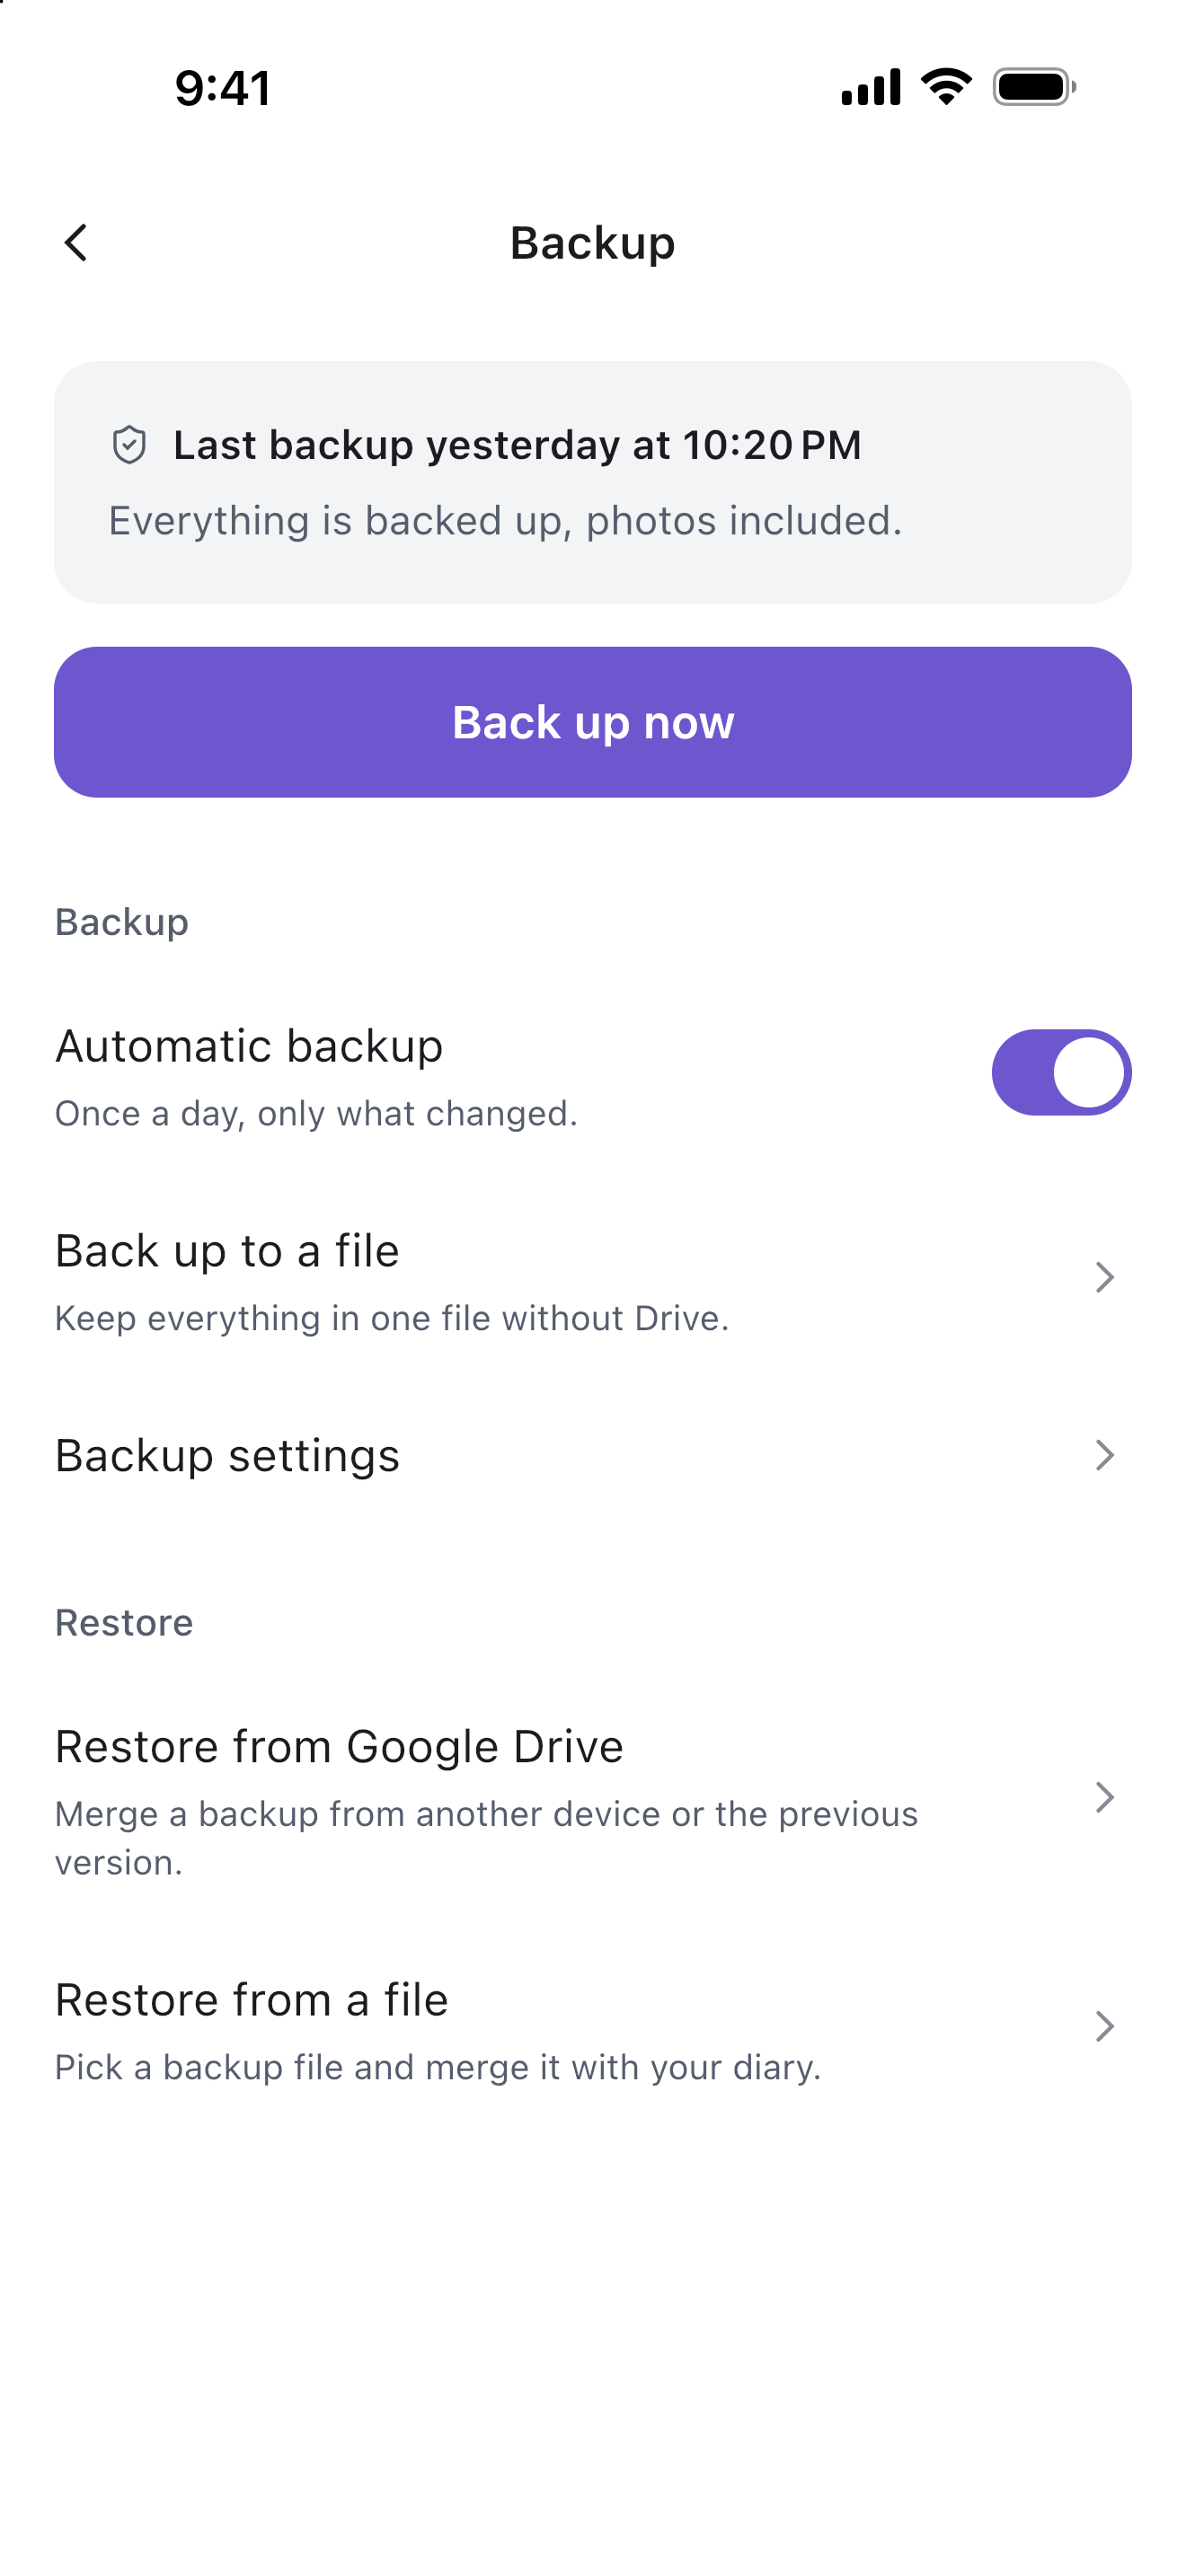 9:41
Backup
Last backup yesterday at 10:20 PM
Everything is backed up, photos included.
Back up now
Backup
Automatic backup
Once a day, only what changed.
Back up to a file
Keep everything in one file without Drive.
Backup settings
Restore
Restore from Google Drive
Merge a backup from another device or the previous
version.
Restore from a file
Pick a backup file and merge it with your diary.